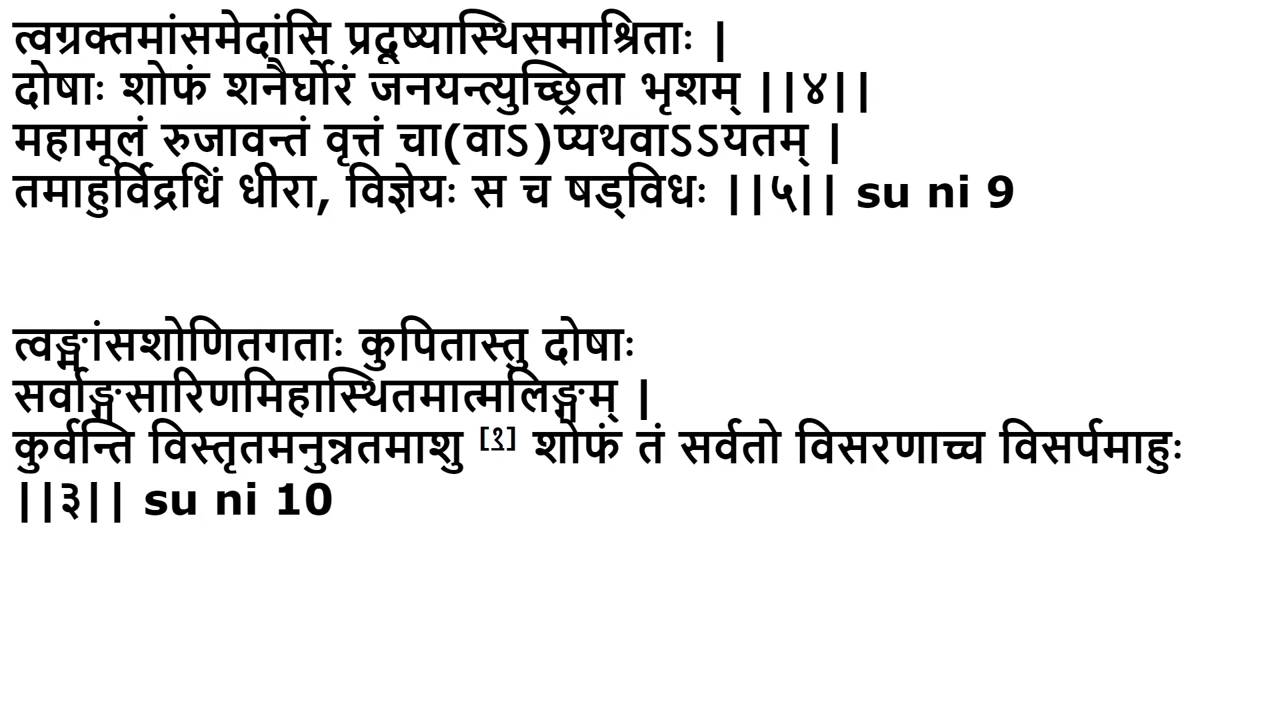 त्वग्रक्तमांसमेदांसि प्रदूष्यास्थिसमाश्रिताः |
दोषाः शोफं शनैर्घोरं जनयन्त्युच्छ्रिता भृशम् ||४||
महामूलं रुजावन्तं वृत्तं चा(वाऽ)प्यथवाऽऽयतम् |
तमाहुर्विद्रधिं धीरा, विज्ञेयः स च षड्विधः ||५|| su ni 9
त्वङ्मांसशोणितगताः कुपितास्तु दोषाः
सर्वाङ्गसारिणमिहास्थितमात्मलिङ्गम् |
कुर्वन्ति विस्तृतमनुन्नतमाशु [१] शोफं तं सर्वतो विसरणाच्च विसर्पमाहुः
||३|| su ni 10